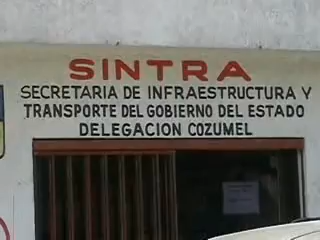 SINTRA
SECRETARIA DE INFRAESTRUCTURA Y
TRANSPORTE DEL GOBIERNO DEL ESTADO
DELEGACION COZUMEL